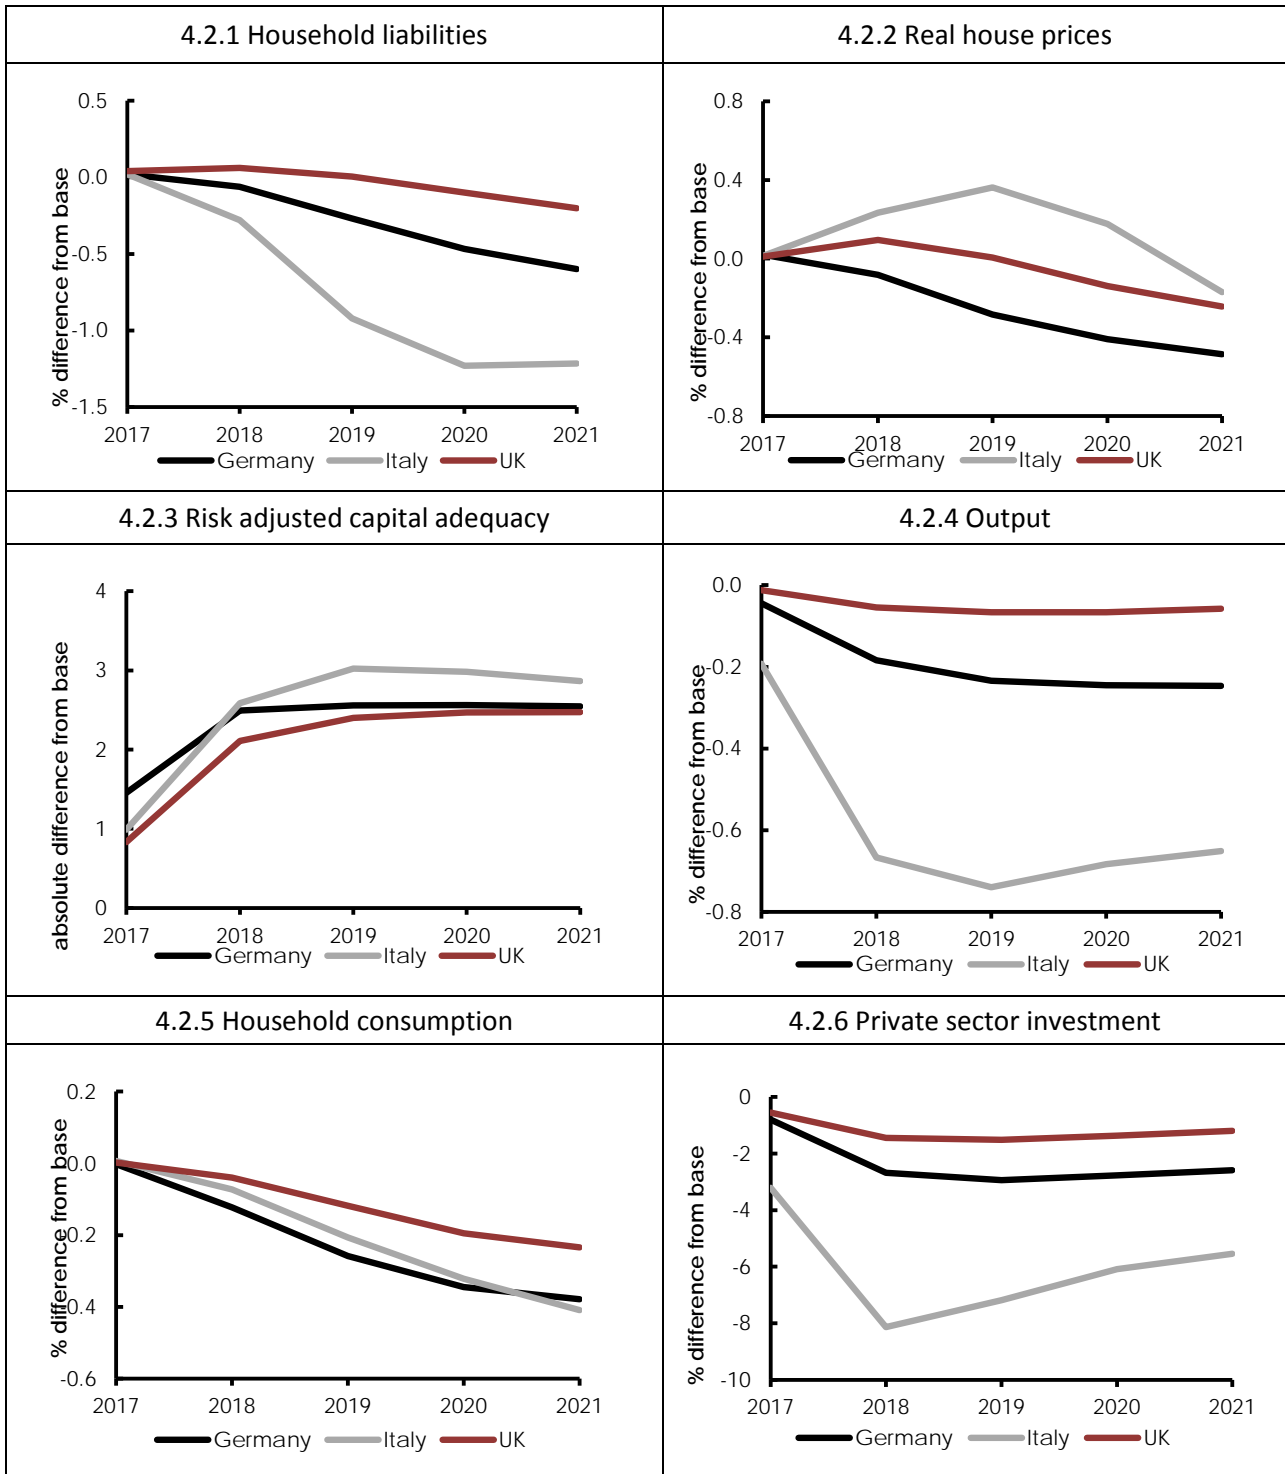 4.2.1 Household liabilities
4.2.2 Real house prices
% difference from base
0.5
0.0
-0.5
-1.0
-1.5
2017 2018 2019 2020 2021
Germany Italy UK
% difference from base
0.8
0.4
0.0
-0.4
-0.8
2017 2018 2019 2020 2021
Germany Italy UK
4.2.3 Risk adjusted capital adequacy
4.2.4 Output
absolute difference from base
4
3
2
1
0
2017 2018 2019 2020 2021
Germany Italy UK
% difference from base
0.0
-0.2
-0.4
-0.6
-0.8
2017 2018 2019 2020 2021
Germany Italy UK
4.2.5 Household consumption
4.2.6 Private sector investment
% difference from base
0.2
0.0
-0.2
-0.4
-0.6
2017 2018 2019 2020 2021
Germany Italy UK
% difference from base
0
-2
-4
-6
-8
-10
2017 2018 2019 2020 2021
Germany Italy UK